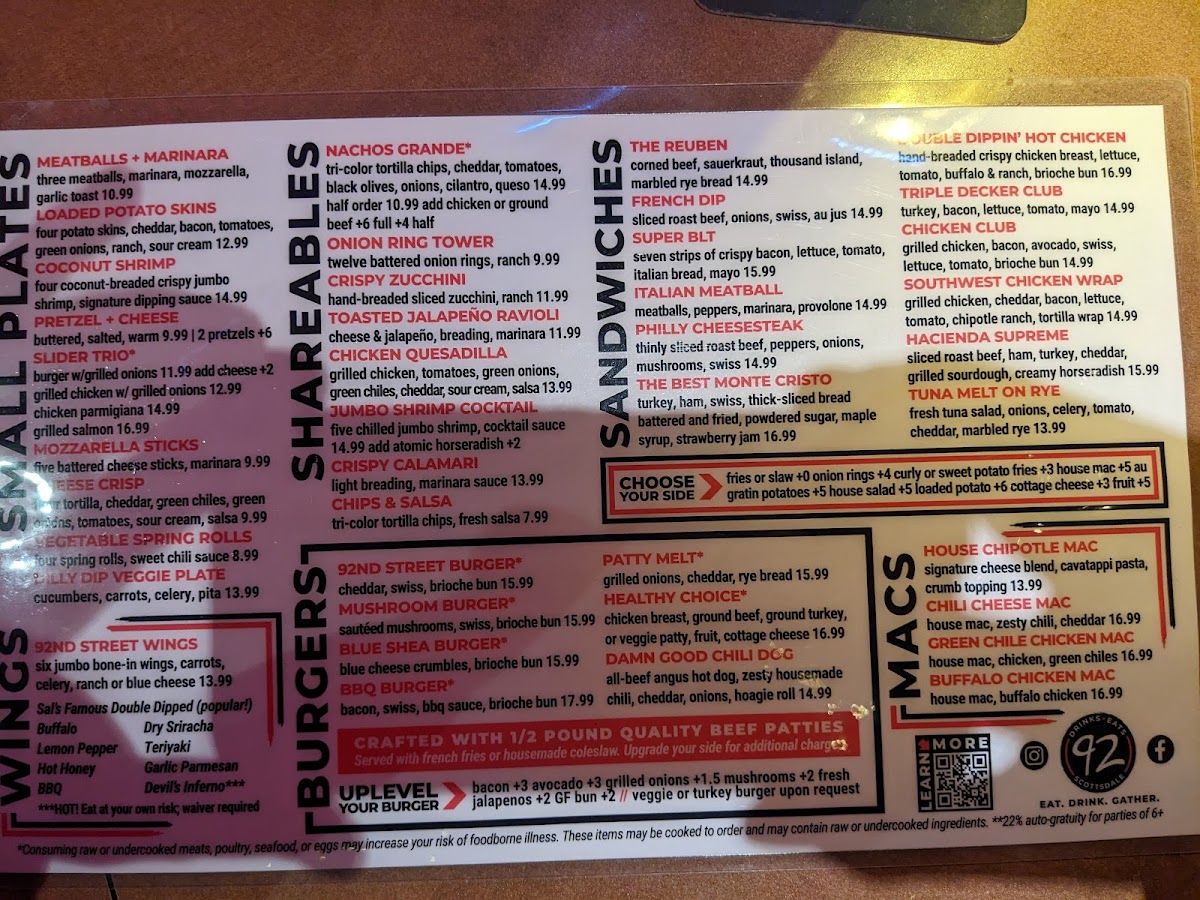 SMALL PLATES
MEATBALLS + MARINARA
three meatballs, marinara, mozzarella,
garlic toast 10.99
LOADED POTATO SKINS
four potato skins, cheddar, bacon, tomatoes,
green onions, ranch, sour cream 12.99
COCONUT SHRIMP
four coconut-breaded crispy jumbo
shrimp, signature dipping sauce 14.99
PRETZEL + CHEESE
buttered, salted, warm 9.99 | 2 pretzels +6
SLIDER TRIO*
burger w/grilled onions 11.99 add cheese +2
grilled chicken w/ grilled onions 12.99
chicken parmigiana 14.99
grilled salmon 16.99
MOZZARELLA STICKS
five battered cheese sticks, marinara 9.99
CHEESE CRISP
tortilla, cheddar, green chiles, green
onions, tomatoes, sour cream, salsa 9.99
VEGETABLE SPRING ROLLS
four spring rolls, sweet chili sauce 8.99
DIP VEGGIE PLATE
cucumbers, carrots, celery, pita 13.99
WINGS
92ND STREET WINGS
six jumbo bone-in wings, carrots,
celery, ranch or blue cheese 13.99
Sal's Famous Double Dipped (popular!)
Buffalo Dry Sriracha
Lemon Pepper Teriyaki
Hot Honey Garlic Parmesan
BBQ Devil's Inferno***
***HOT! Eat at your own risk; waiver required
SHAREABLES
NACHOS GRANDE*
tri-color tortilla chips, cheddar, tomatoes,
black olives, onions, cilantro, queso 14.99
half order 10.99 add chicken or ground
beef +6 full +4 half
ONION RING TOWER
twelve battered onion rings, ranch 9.99
CRISPY ZUCCHINI
hand-breaded sliced zucchini, ranch 11.99
TOASTED JALAPEÑO RAVIOLI
cheese & jalapeño, breading, marinara 11.99
CHICKEN QUESADILLA
grilled chicken, tomatoes, green onions,
green chiles, cheddar, sour cream, salsa 13.99
JUMBO SHRIMP COCKTAIL
five chilled jumbo shrimp, cocktail sauce
14.99 add atomic horseradish +2
CRISPY CALAMARI
light breading, marinara sauce 13.99
CHIPS & SALSA
tri-color tortilla chips, fresh salsa 7.99
SANDWICHES
THE REUBEN
corned beef, sauerkraut, thousand island,
marbled rye bread 14.99
FRENCH DIP
sliced roast beef, onions, swiss, au jus 14.99
SUPER BLT
seven strips of crispy bacon, lettuce, tomato,
italian bread, mayo 15.99
ITALIAN MEATBALL
meatballs, peppers, marinara, provolone 14.99
PHILLY CHEESESTEAK
thinly sliced roast beef, peppers, onions,
mushrooms, swiss 14.99
THE BEST MONTE CRISTO
turkey, ham, swiss, thick-sliced bread
battered and fried, powdered sugar, maple
syrup, strawberry jam 16.99
DOUBLE DIPPIN' HOT CHICKEN
hand-breaded crispy chicken breast, lettuce,
tomato, buffalo & ranch, brioche bun 16.99
TRIPLE DECKER CLUB
turkey, bacon, lettuce, tomato, mayo 14.99
CHICKEN CLUB
grilled chicken, bacon, avocado, swiss,
lettuce, tomato, brioche bun 14.99
SOUTHWEST CHICKEN WRAP
grilled chicken, cheddar, bacon, lettuce,
tomato, chipotle ranch, tortilla wrap 14.99
HACIENDA SUPREME
sliced roast beef, ham, turkey, cheddar,
grilled sourdough, creamy horseradish 15.99
TUNA MELT ON RYE
fresh tuna salad, onions, celery, tomato,
cheddar, marbled rye 13.99
CHOOSE
YOUR SIDE
fries or slaw +0 onion rings +4 curly or sweet potato fries +3 house mac +5 au
gratin potatoes +5 house salad +5 loaded potato +6 cottage cheese +3 fruit +5
BURGERS
92ND STREET BURGER*
cheddar, swiss, brioche bun 15.99
MUSHROOM BURGER*
sautéed mushrooms, swiss, brioche bun 15.99
BLUE SHEA BURGER*
blue cheese crumbles, brioche bun 15.99
BBQ BURGER*
bacon, swiss, bbq sauce, brioche bun 17.99
PATTY MELT*
grilled onions, cheddar, rye bread 15.99
HEALTHY CHOICE*
chicken breast, ground beef, ground turkey,
or veggie patty, fruit, cottage cheese 16.99
DAMN GOOD CHILI DOG
all-beef angus hot dog, zesty housemade
chili, cheddar, onions, hoagie roll 14.99
CRAFTED WITH 1/2 POUND QUALITY BEEF PATTIES
Served with french fries or housemade coleslaw. Upgrade your side for additional charge.
UPLEVEL
YOUR BURGER
bacon +3 avocado +3 grilled onions +1.5 mushrooms +2 fresh
jalapenos +2 GF bun +2 // veggie or turkey burger upon request
MACS
HOUSE CHIPOTLE MAC
signature cheese blend, cavatappi pasta,
crumb topping 13.99
CHILI CHEESE MAC
house mac, zesty chili, cheddar 16.99
GREEN CHILE CHICKEN MAC
house mac, chicken, green chiles 16.99
BUFFALO CHICKEN MAC
house mac, buffalo chicken 16.99
LEARN MORE
DRINKS-EATS
92
SCOTTSDALE
EAT. DRINK. GATHER.
*Consuming raw or undercooked meats, poultry, seafood, or eggs may increase your risk of foodborne illness. These items may be cooked to order and may contain raw or undercooked ingredients. **22% auto-gratuity for parties of 6+